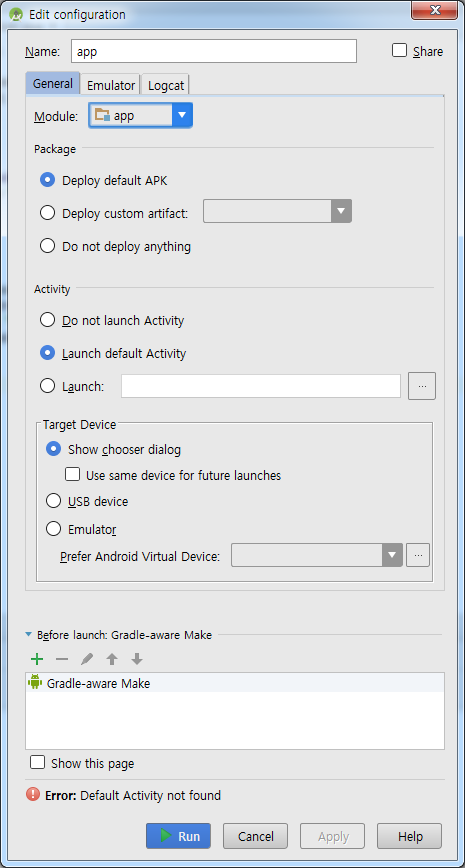 Edit configuration
Name: app Share
General Emulator Logcat
Module: app
Package
Deploy default APK
Deploy custom artifact:
Do not deploy anything
Activity
Do not launch Activity
Launch default Activity
Launch: ...
Target Device
Show chooser dialog
Use same device for future launches
USB device
Emulator
Prefer Android Virtual Device: ...
Before launch: Gradle-aware Make
Gradle-aware Make
Show this page
Error: Default Activity not found
Run Cancel Apply Help